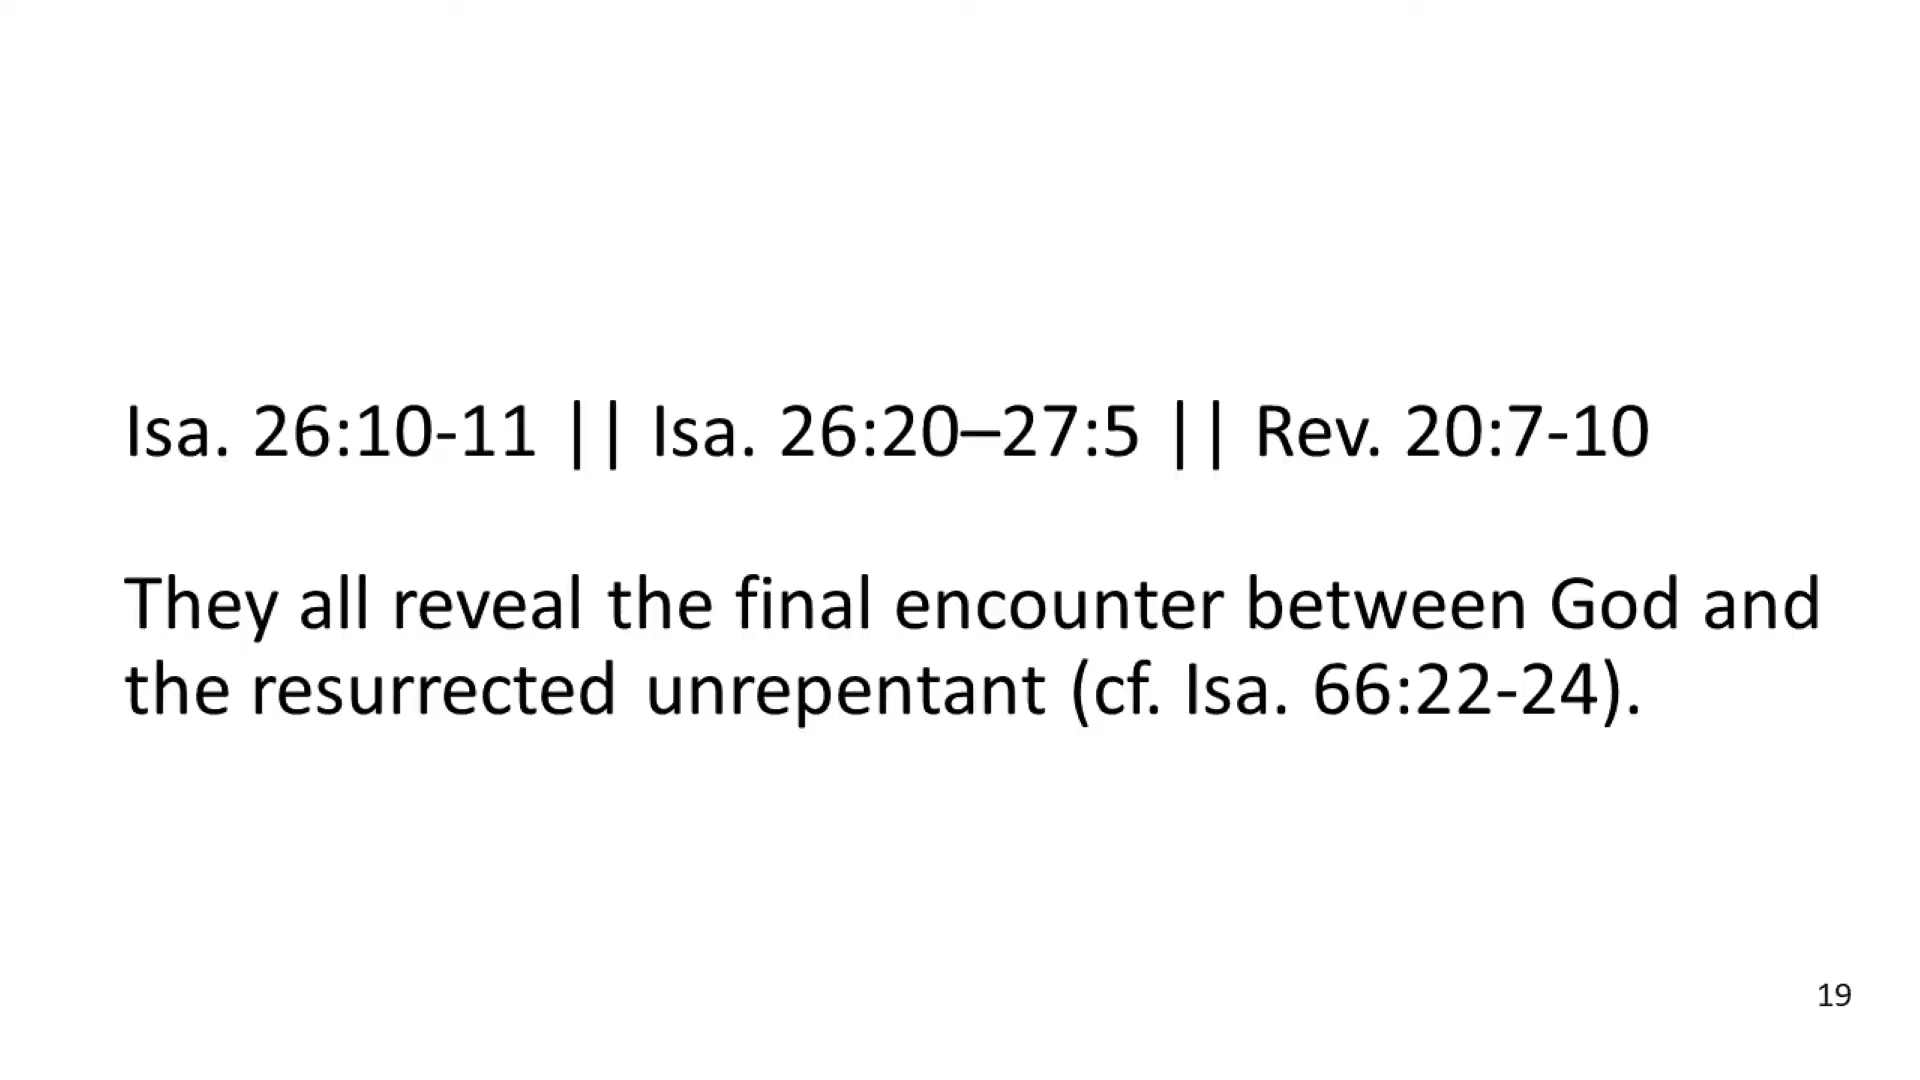 Isa. 26:10-11 || Isa. 26:20–27:5 || Rev. 20:7-10
They all reveal the final encounter between God and
the resurrected unrepentant (cf. Isa. 66:22-24).
19